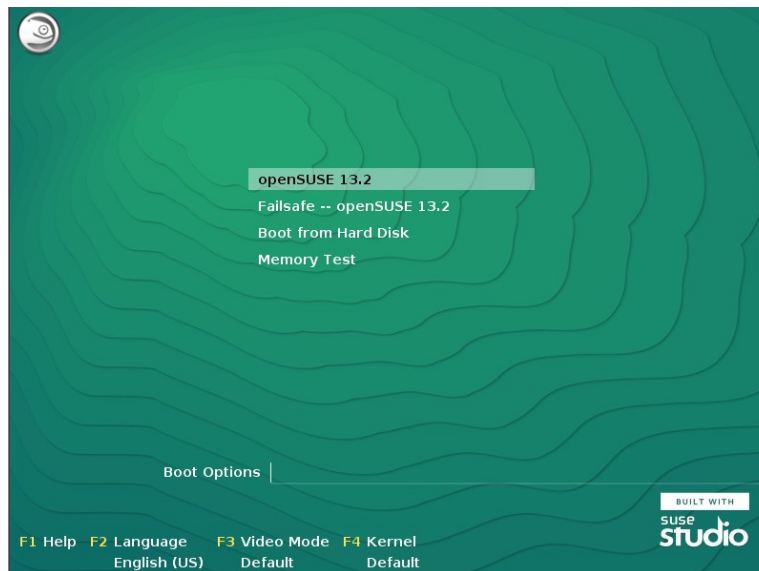 openSUSE 13.2
Failsafe -- openSUSE 13.2
Boot from Hard Disk
Memory Test
Boot Options
BUILT WITH
suse
studio
F1 Help F2 Language F3 Video Mode F4 Kernel
English (US) Default Default